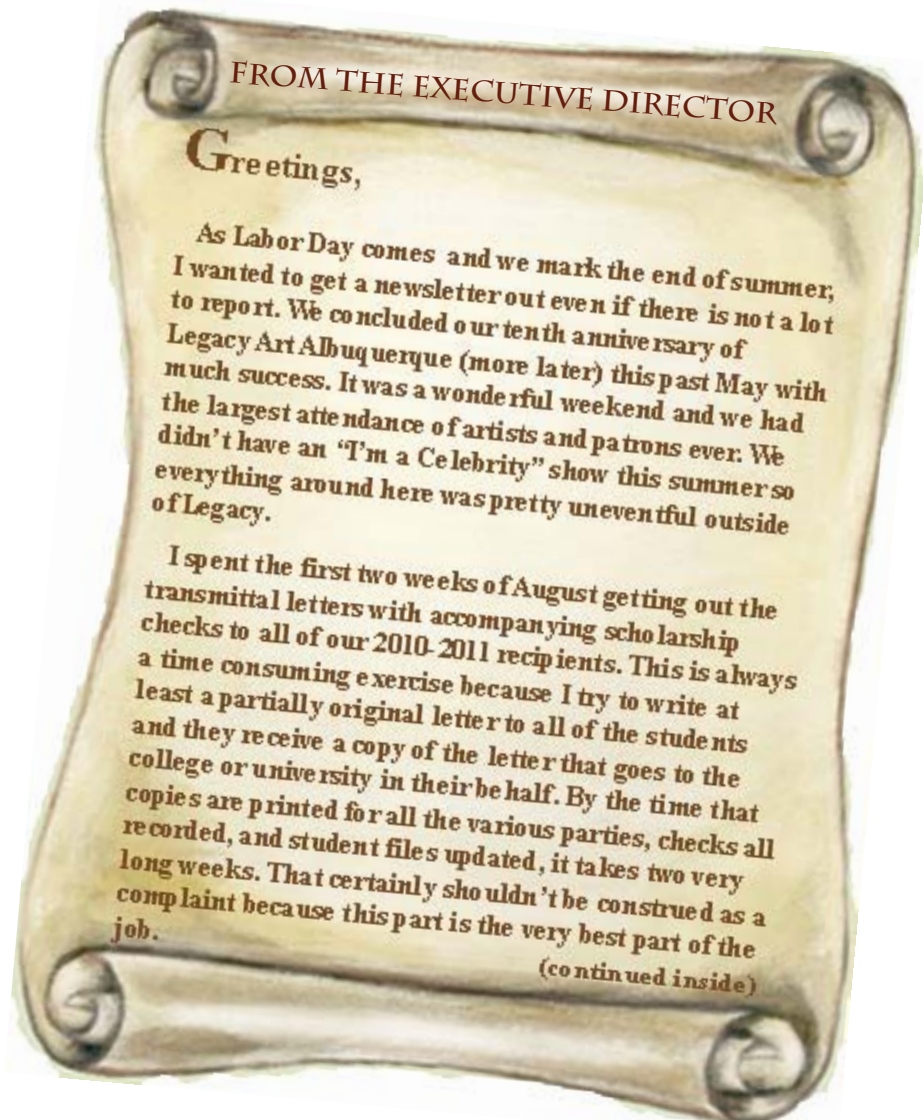 FROM THE EXECUTIVE DIRECTOR
Greetings,
As Labor Day comes and we mark the end of summer,
I wanted to get a newsletter out even if there is not a lot
to report. We concluded our tenth anniversary of
Legacy Art Albuquerque (more later) this past May with
much success. It was a wonderful weekend and we had
the largest attendance of artists and patrons ever. We
didn't have an “I'm a Celebrity” show this summer so
everything around here was pretty uneventful outside
of Legacy.
I spent the first two weeks of August getting out the
transmittal letters with accompanying scholarship
checks to all of our 2010-2011 recipients. This is always
a time consuming exercise because I try to write at
least a partially original letter to all of the students
and they receive a copy of the letter that goes to the
college or university in their behalf. By the time that
copies are printed for all the various parties, checks all
recorded, and student files updated, it takes two very
long weeks. That certainly shouldn't be construed as a
complaint because this part is the very best part of the
job.
(continued inside)